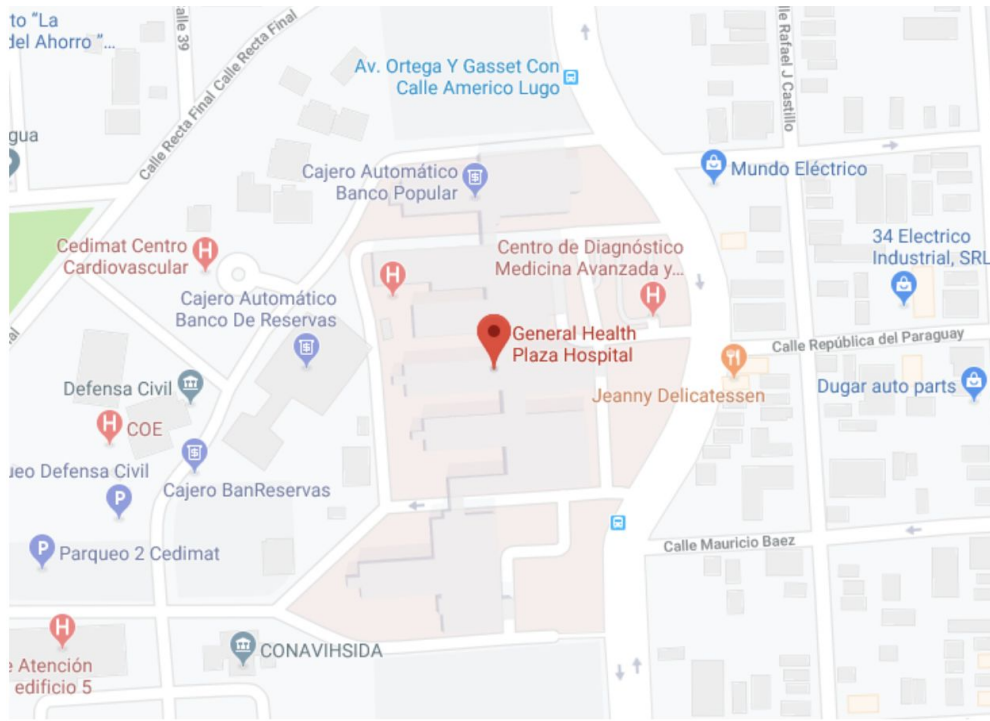 to "La
del Ahorro "...
alle 39
Calle Recta Final
Calle Recta Final
Av. Ortega Y Gasset Con
Calle Americo Lugo
le Rafael J Castillo
gua
Cajero Automático
Banco Popular
Mundo Eléctrico
Cedimat Centro
Cardiovascular
Centro de Diagnóstico
Medicina Avanzada y...
34 Electrico
Industrial, SRL
Cajero Automático
Banco De Reservas
General Health
Plaza Hospital
Calle República del Paraguay
Defensa Civil
Jeanny Delicatessen
Dugar auto parts
COE
ueo Defensa Civil
Cajero BanReservas
Parqueo 2 Cedimat
Calle Mauricio Baez
CONAVIHSIDA
e Atención
edificio 5